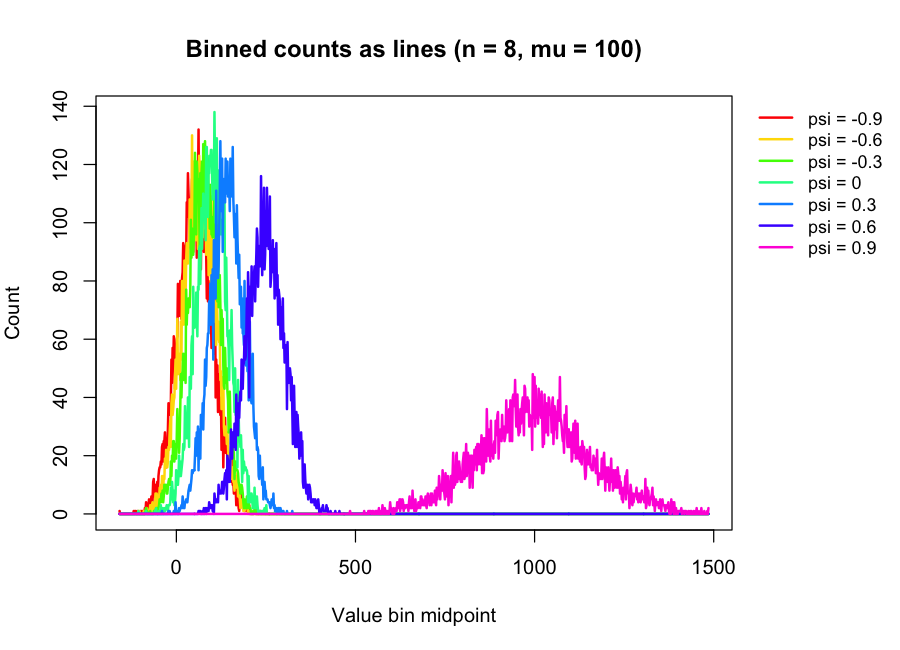 Binned counts as lines (n = 8, mu = 100)
psi = -0.9
psi = -0.6
psi = -0.3
psi = 0
psi = 0.3
psi = 0.6
psi = 0.9
Count
140
120
100
80
60
40
20
0
0 500 1000 1500
Value bin midpoint